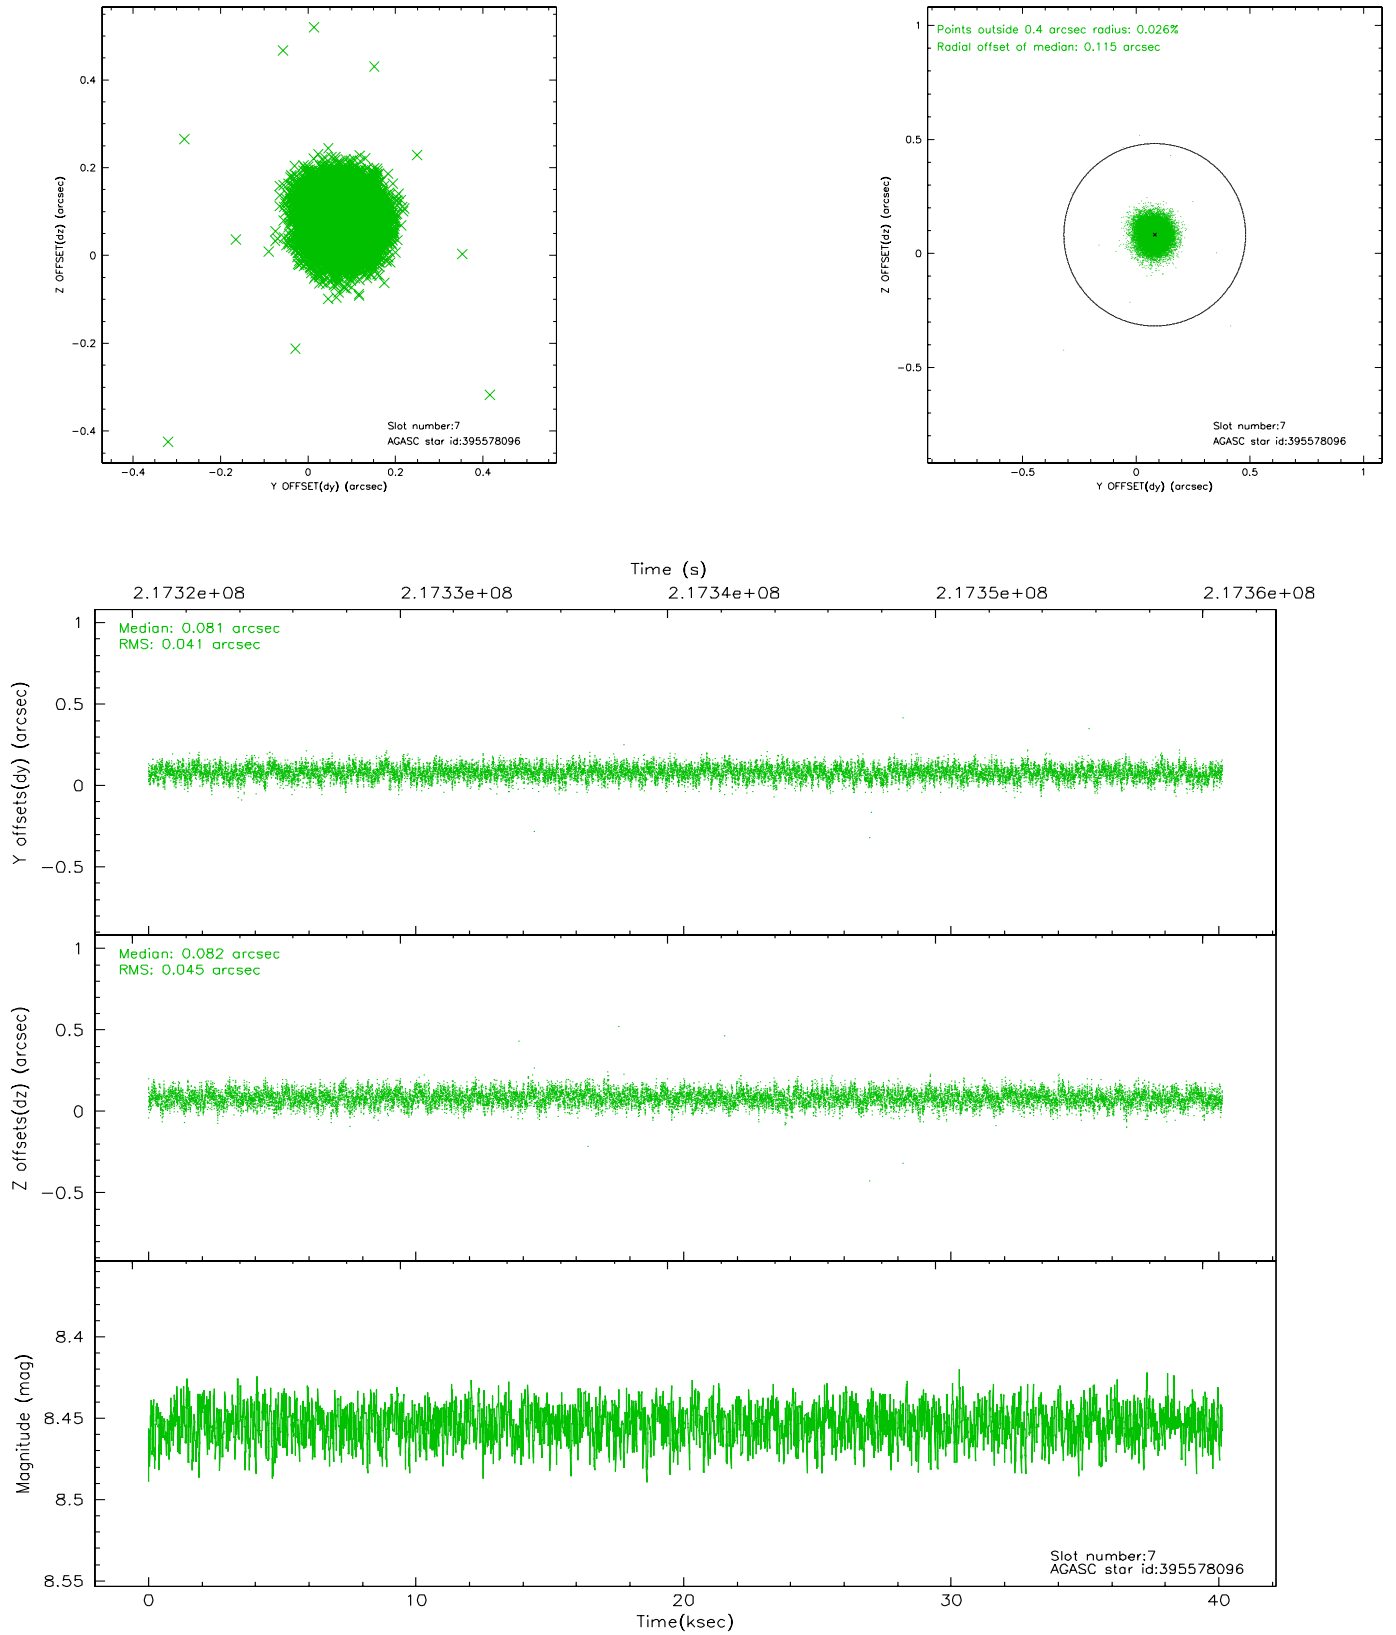 0.4
0.2
0
−0.2
−0.4
Z OFFSET(dz) (arcsec)
Slot number:7
AGASC star id:395578096
−0.4 −0.2 0 0.2 0.4
Y OFFSET(dy) (arcsec)
Points outside 0.4 arcsec radius: 0.026%
Radial offset of median: 0.115 arcsec
1
0.5
0
−0.5
Z OFFSET(dz) (arcsec)
Slot number:7
AGASC star id:395578096
−0.5 0 0.5 1
Y OFFSET(dy) (arcsec)
Time (s)
2.1732e+08 2.1733e+08 2.1734e+08 2.1735e+08 2.1736e+08
Median: 0.081 arcsec
RMS: 0.041 arcsec
1
0.5
0
−0.5
Y offsets(dy) (arcsec)
Median: 0.082 arcsec
RMS: 0.045 arcsec
1
0.5
0
−0.5
Z offsets(dz) (arcsec)
8.4
8.45
8.5
8.55
Magnitude (mag)
Slot number:7
AGASC star id:395578096
0 10 20 30 40
Time(ksec)